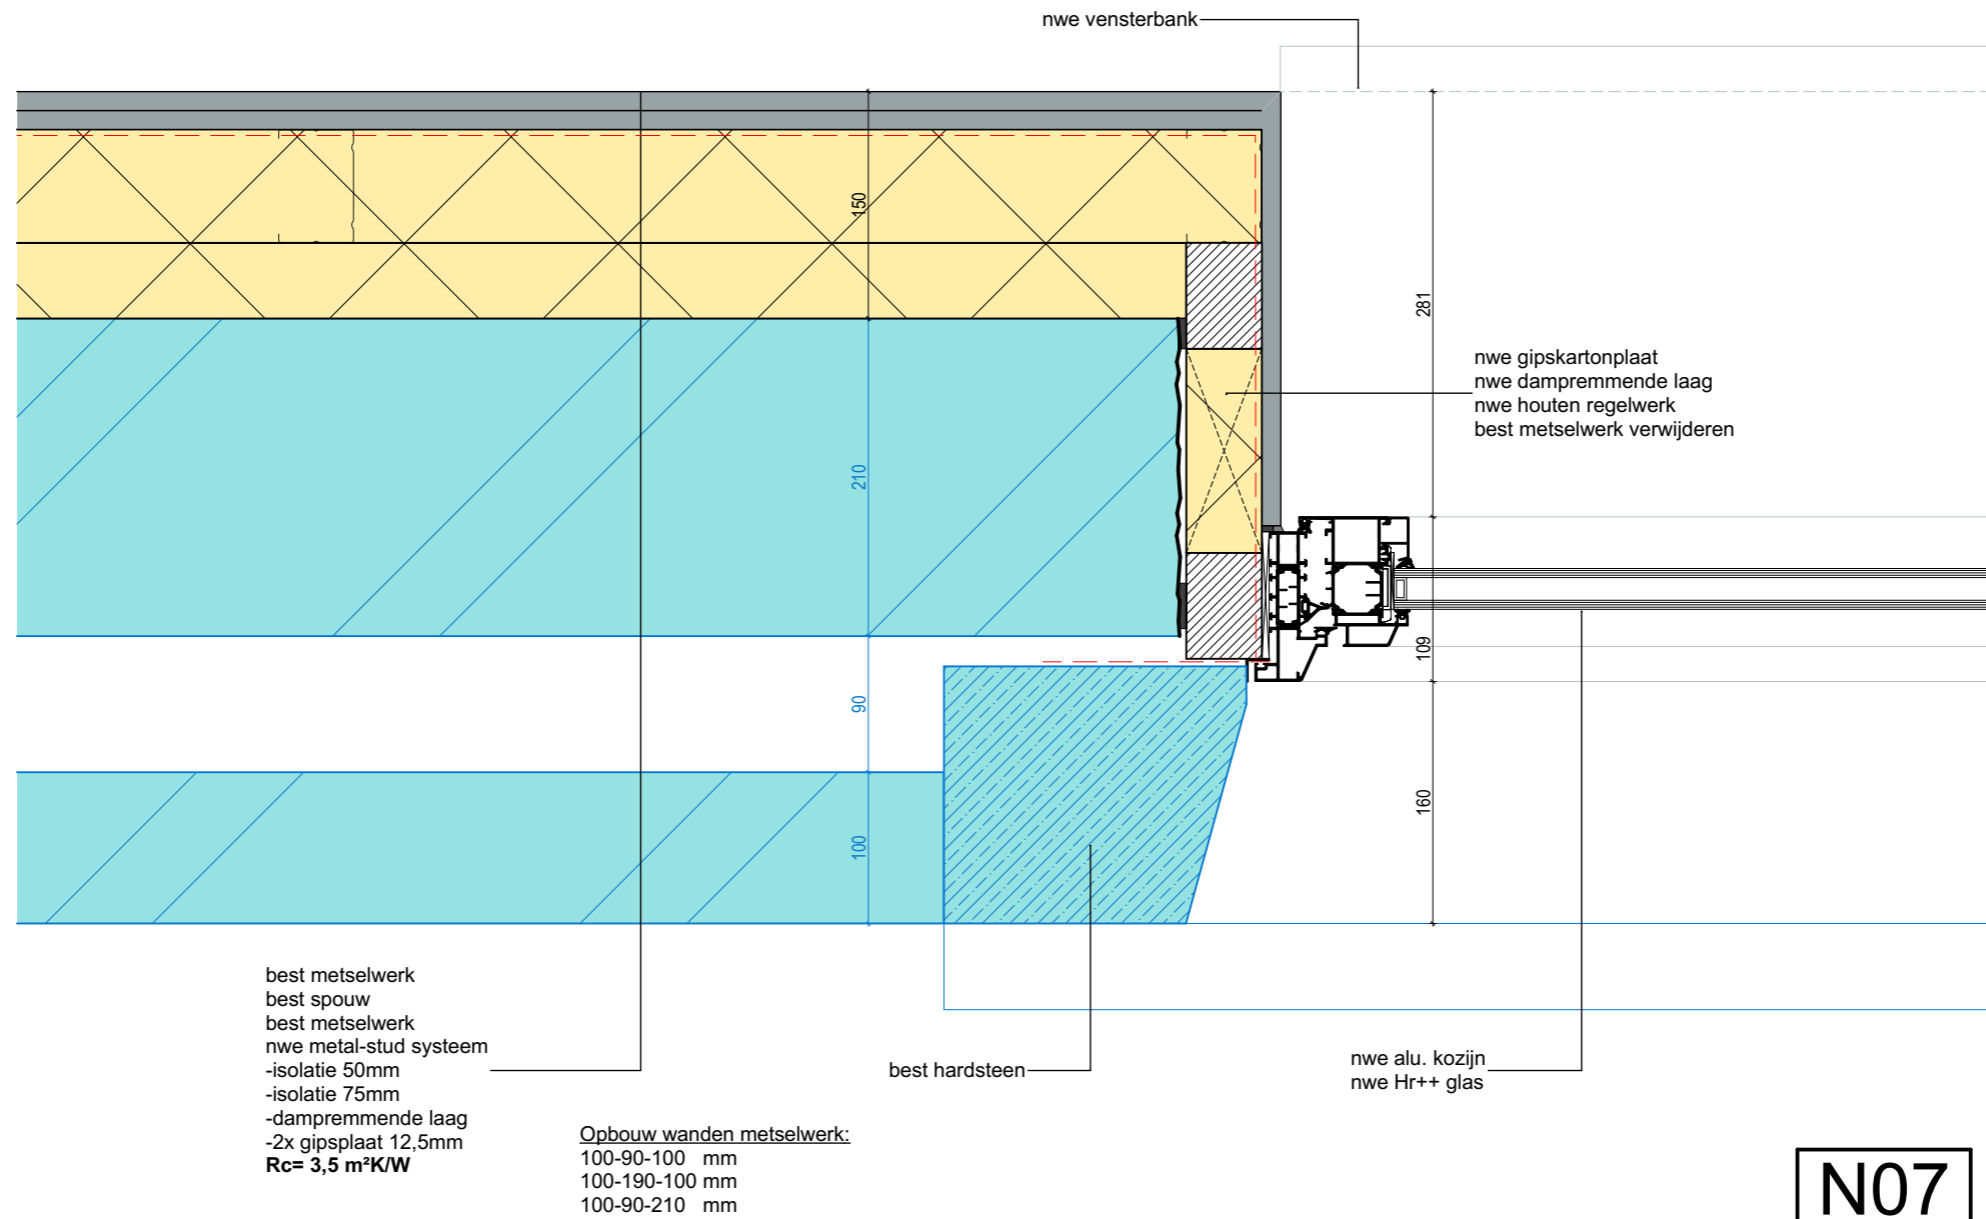 nwe vensterbank
150
281
nwe gipskartonplaat
nwe dampremmende laag
nwe houten regelwerk
best metselwerk verwijderen
210
109
90
160
100
best metselwerk
best spouw
best metselwerk
nwe metal-stud systeem
-isolatie 50mm
-isolatie 75mm
-dampremmende laag
-2x gipsplaat 12,5mm
Rc= 3,5 m²K/W
best hardsteen
nwe alu. kozijn
nwe Hr++ glas
Opbouw wanden metselwerk:
100-90-100 mm
100-190-100 mm
100-90-210 mm
N07